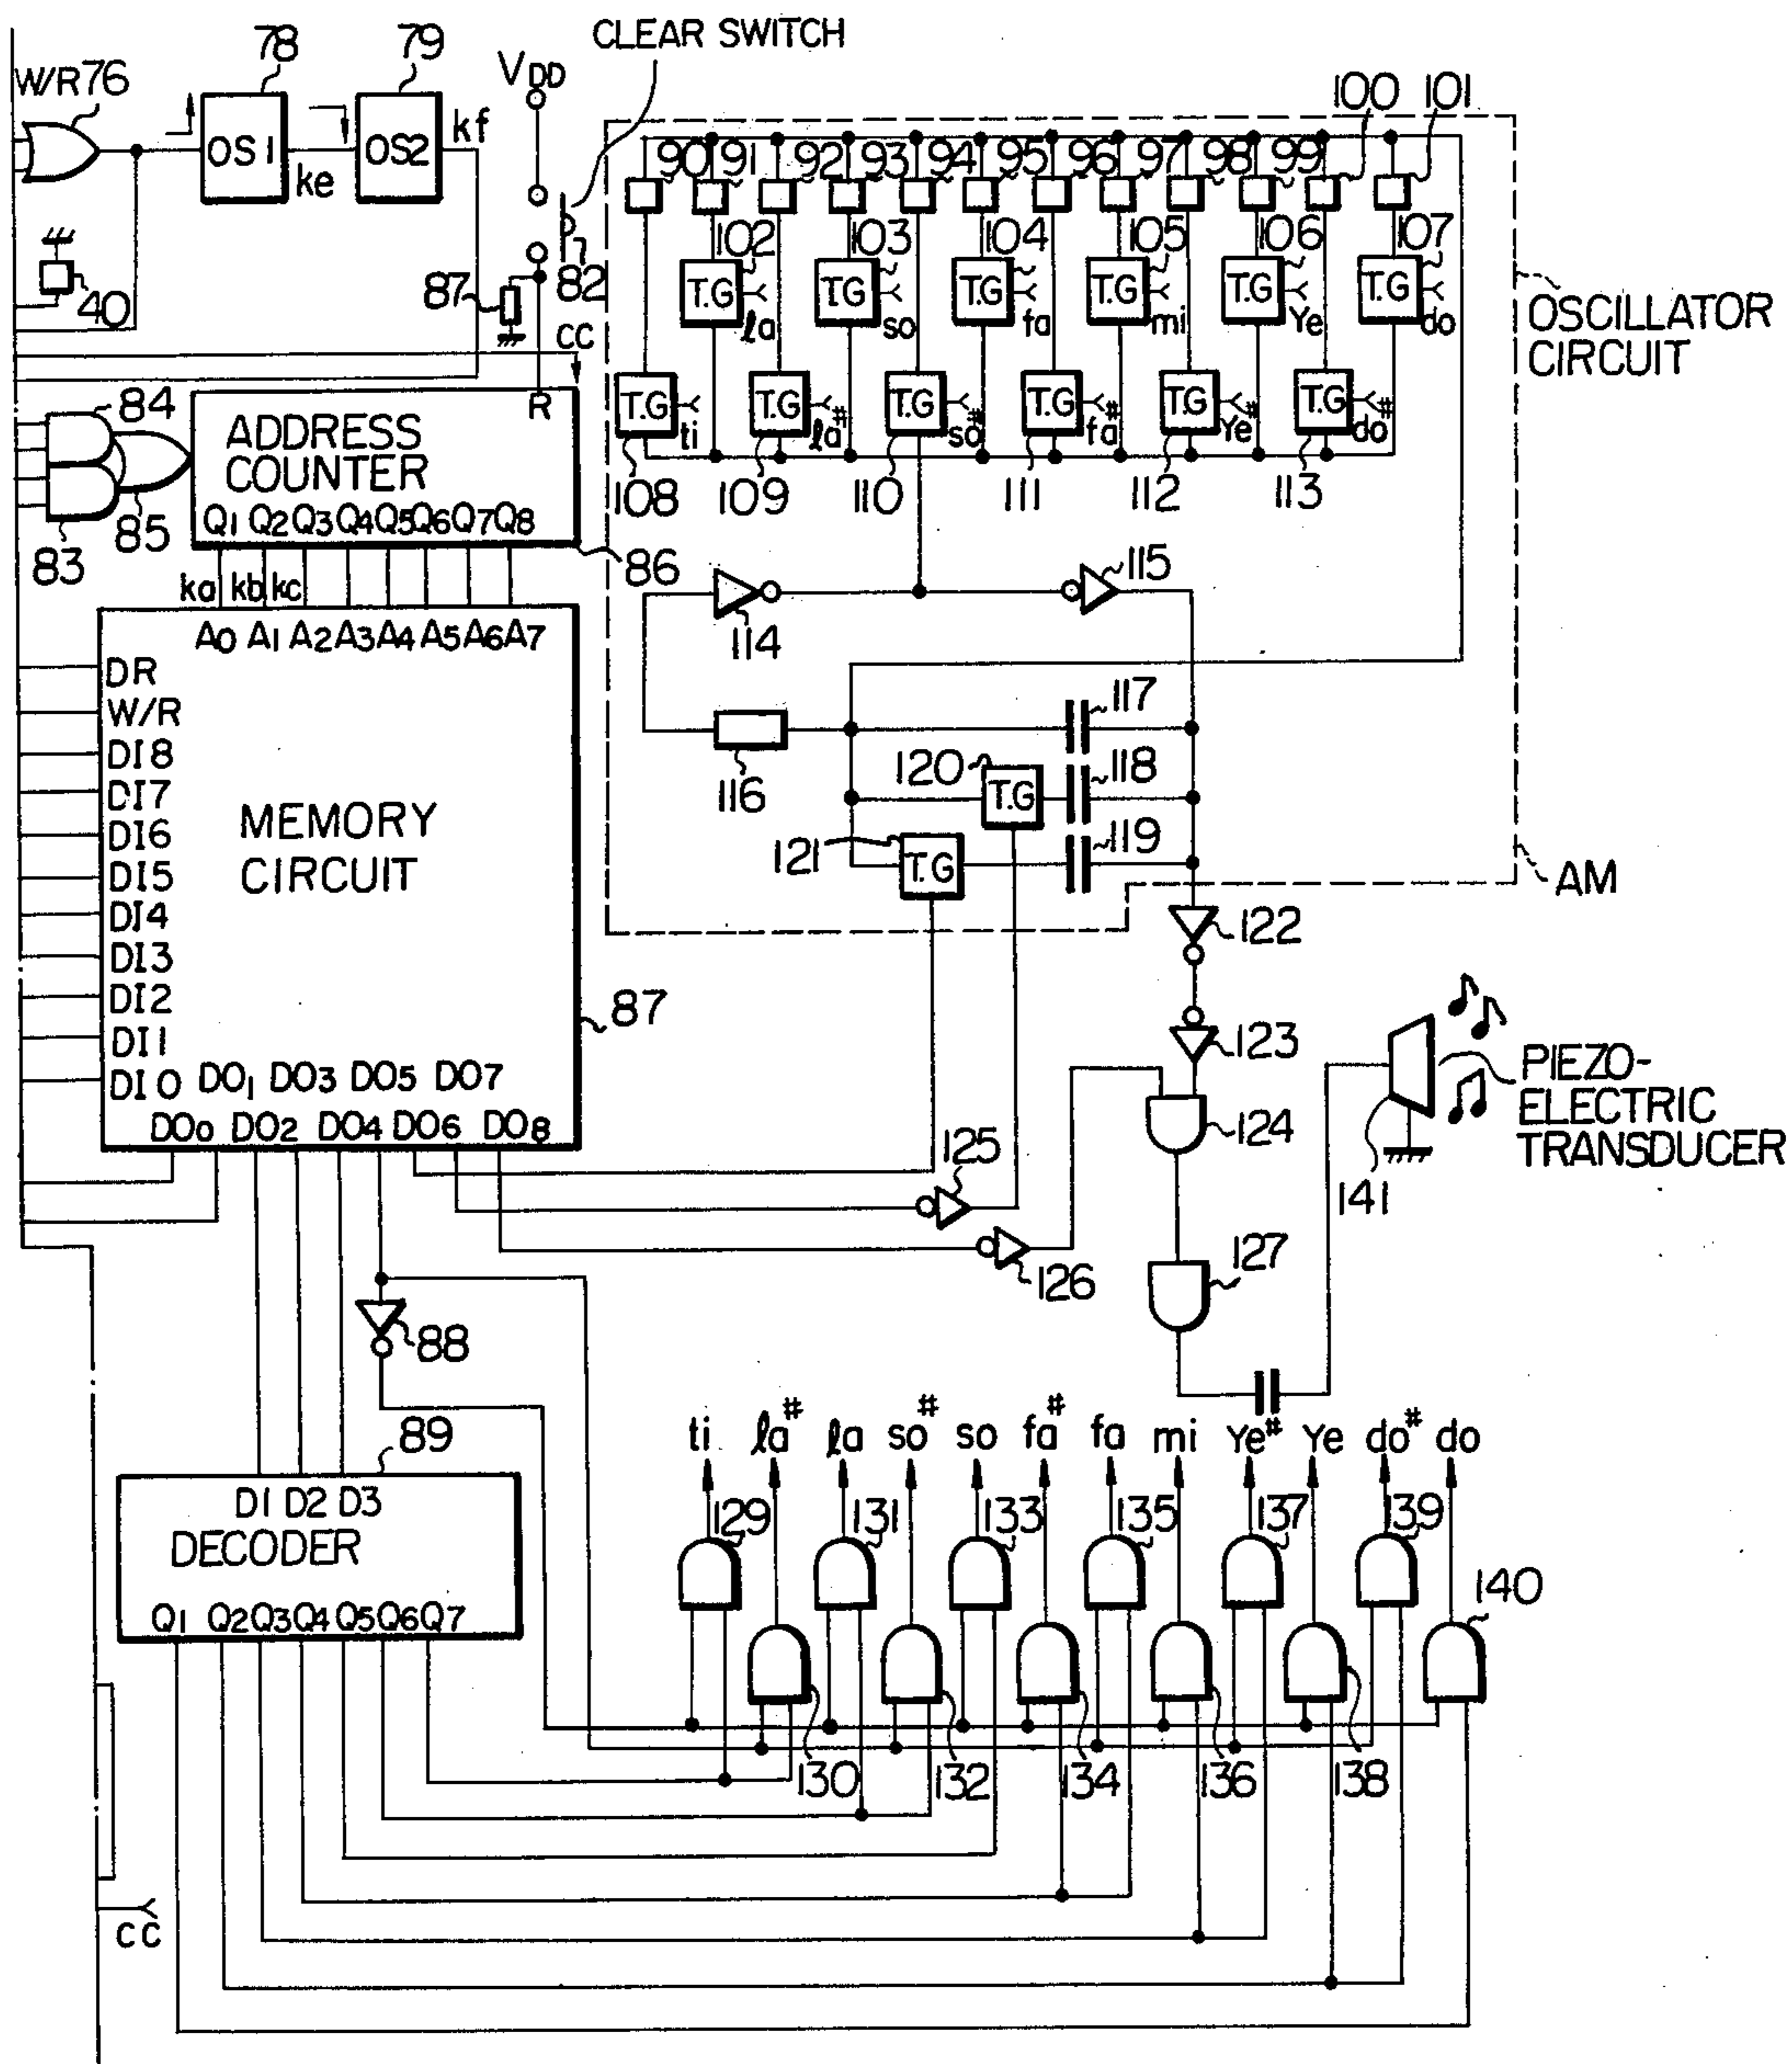 CLEAR SWITCH
78 79
W/R 76
VDD
100 101
OS1 OS2
kf
ke
90 91 92 93 94 95 96 97 98 99
102 103 104 105 106 107
40
87
82
T.G T.G T.G T.G T.G T.G
la so fa mi Ye do
OSCILLATOR
CIRCUIT
CC
84
R
T.G T.G T.G T.G T.G T.G
ti la# so# fa# Ye# do#
ADDRESS
COUNTER
108 109 110 111 112 113
Q1 Q2 Q3 Q4 Q5 Q6 Q7 Q8
85
83
86
115
ka kb kc
114
A0 A1 A2 A3 A4 A5 A6 A7
DR
W/R
117
DI8
120
118
DI7
116
T.G
MEMORY
CIRCUIT
DI6
119
121
T.G
DI5
AM
DI4
122
DI3
DI2
87
DI1
123
PIEZO-
ELECTRIC
TRANSDUCER
DI0 DO1 DO3 DO5 DO7
DO0 DO2 DO4 DO6 DO8
124
125
141
127
126
88
ti la# la so# so fa# fa mi Ye# Ye do# do
89
D1 D2 D3
129 131 133 135 137 139
DECODER
140
Q1 Q2 Q3 Q4 Q5 Q6 Q7
130 132 134 136 138
CC